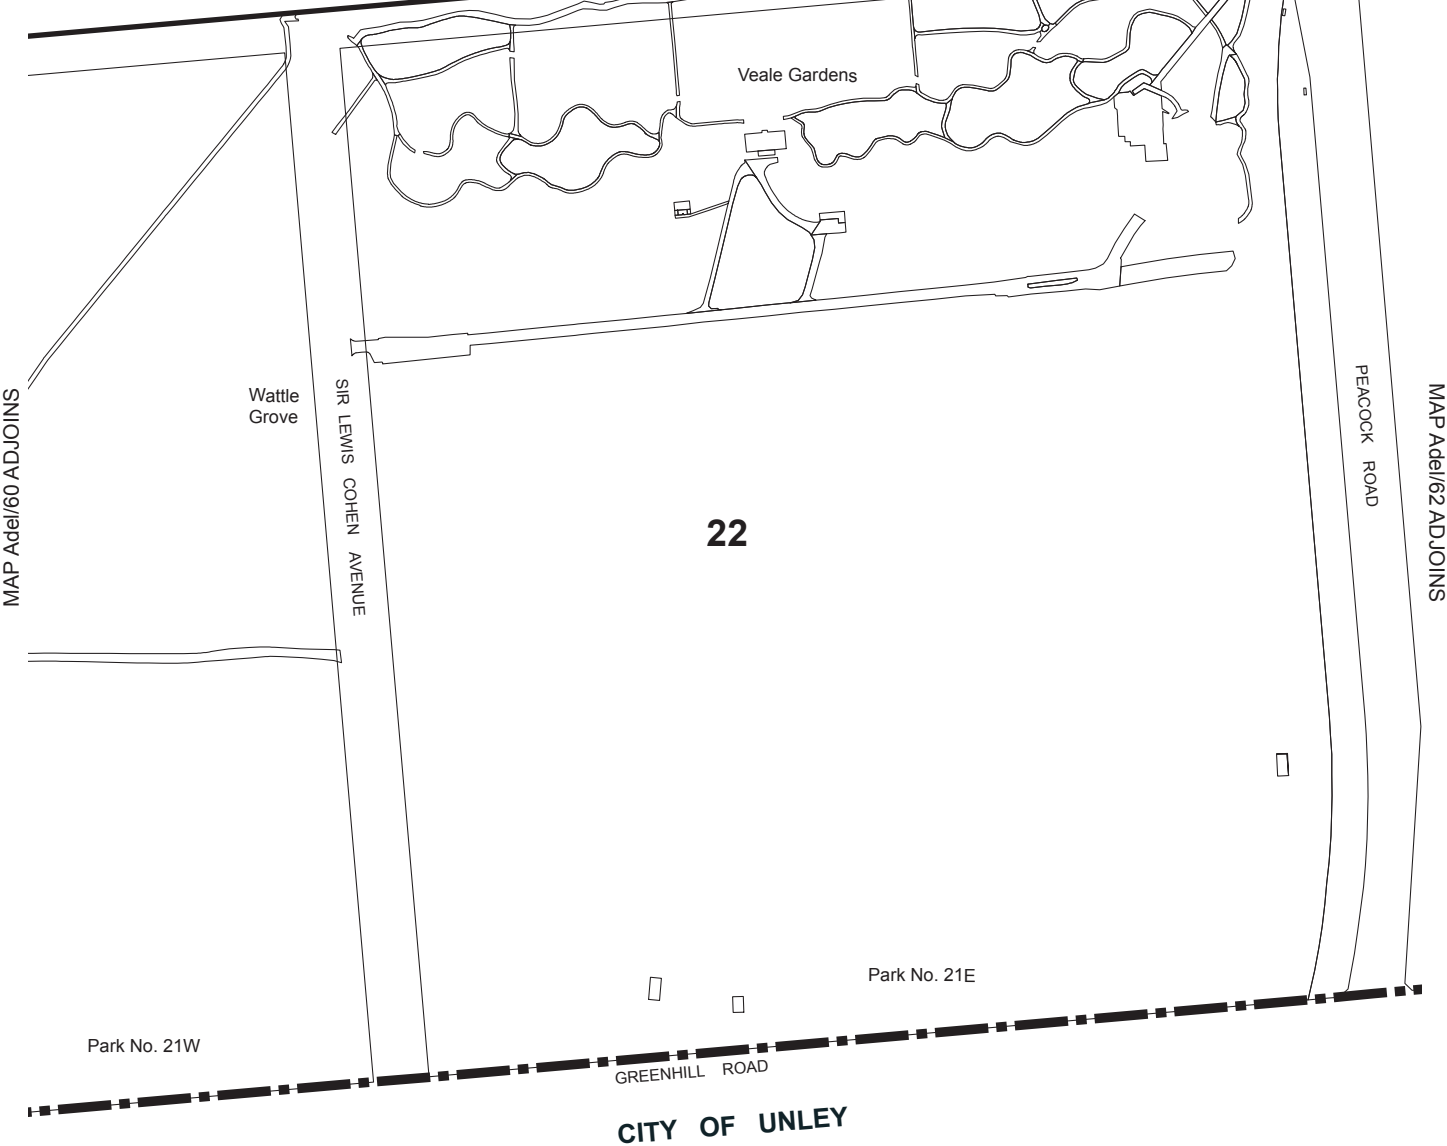 Veale Gardens
MAP Adel/60 ADJOINS
Wattle
Grove
SIR LEWIS COHEN AVENUE
PEACOCK ROAD
MAP Adel/62 ADJOINS
22
Park No. 21E
Park No. 21W
GREENHILL ROAD
CITY OF UNLEY